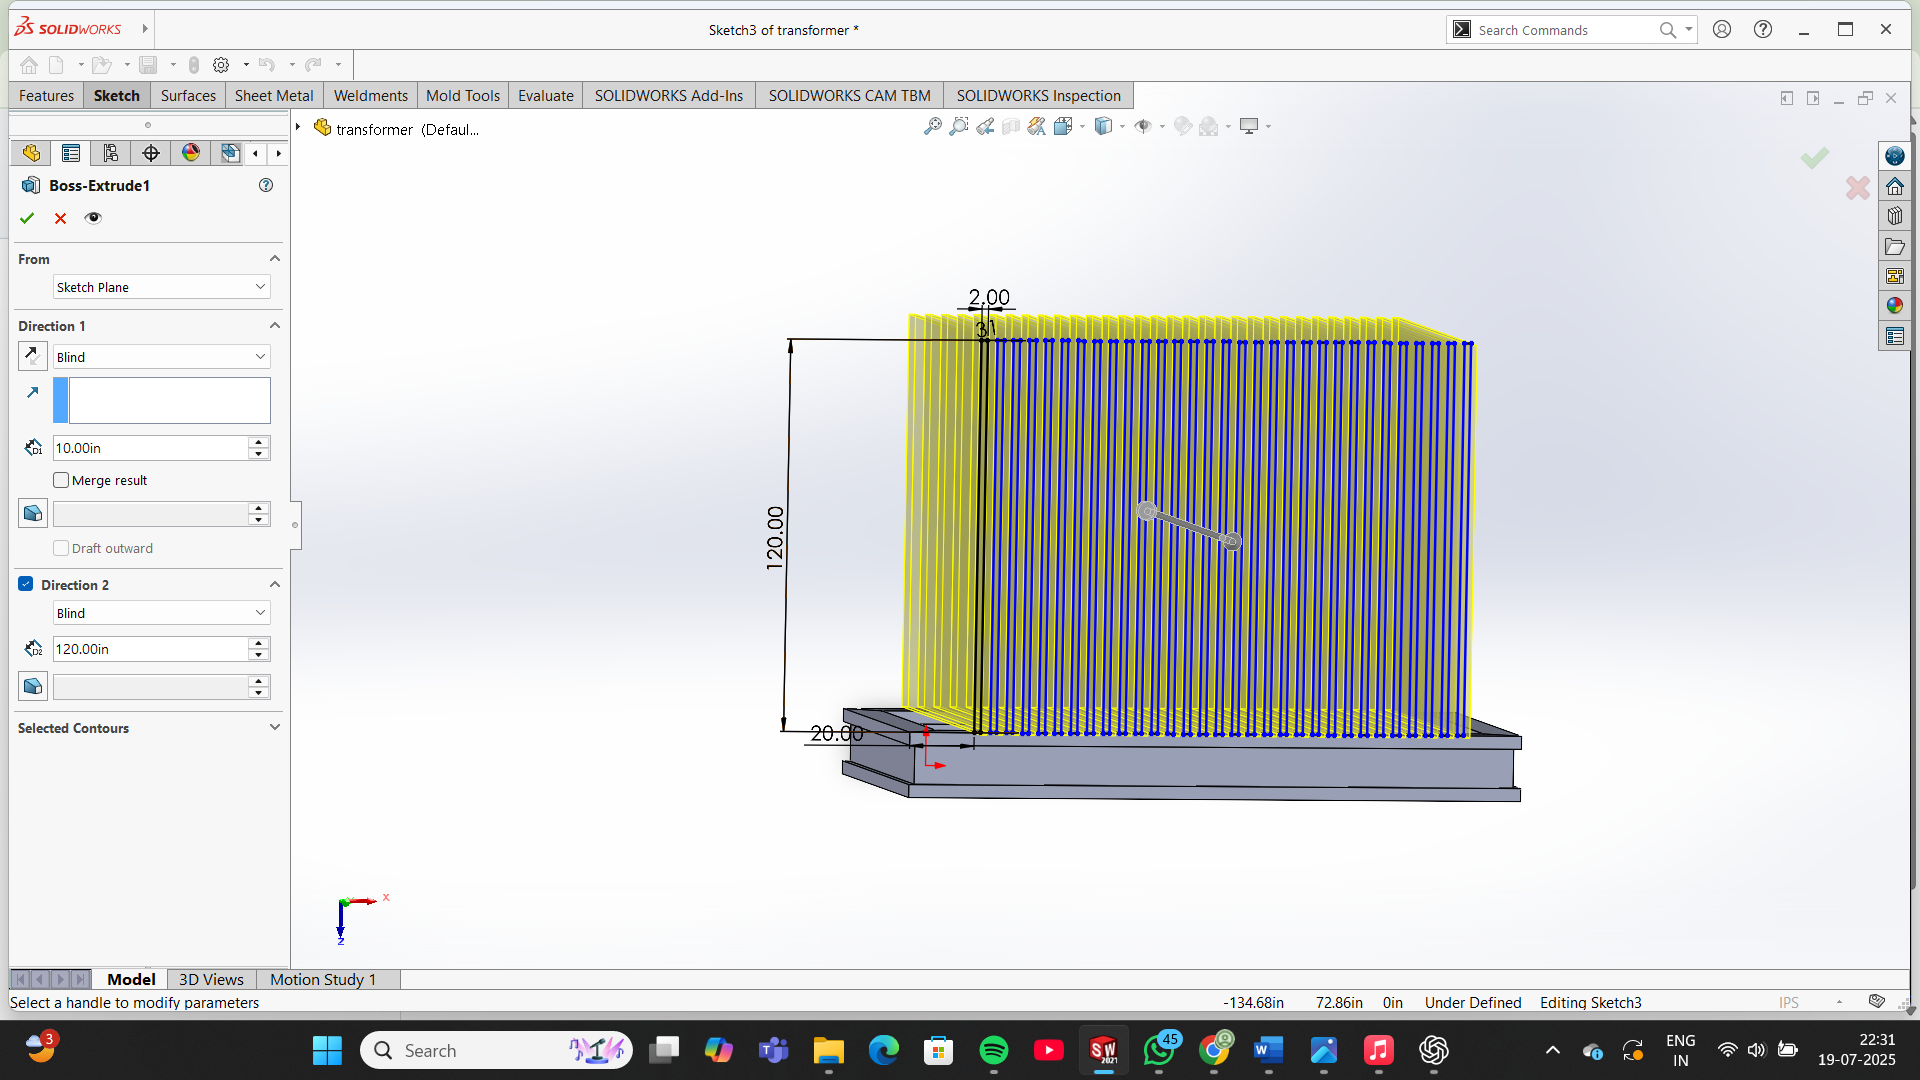 SOLIDWORKS
Sketch3 of transformer *
Search Commands
Features
Sketch
Surfaces
Sheet Metal
Weldments
Mold Tools
Evaluate
SOLIDWORKS Add-Ins
SOLIDWORKS CAM TBM
SOLIDWORKS Inspection
transformer (Defaul...
Boss-Extrude1
From
Sketch Plane
Direction 1
Blind
10.00in
Merge result
Draft outward
Direction 2
Blind
120.00in
Selected Contours
2.00
31
120.00
20.00
x
z
Model
3D Views
Motion Study 1
Select a handle to modify parameters
-134.68in
72.86in
0in
Under Defined
Editing Sketch3
IPS
3
Search
SW
2021
45
W
ENG
IN
22:31
19-07-2025